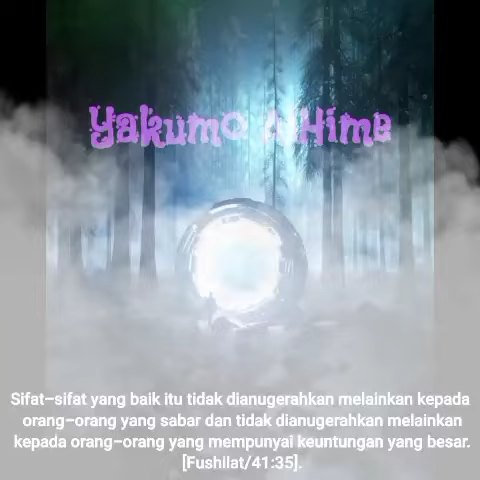 Yakumo AlHime
Sifat–sifat yang baik itu tidak dianugerahkan melainkan kepada
orang–orang yang sabar dan tidak dianugerahkan melainkan
kepada orang–orang yang mempunyai keuntungan yang besar.
[Fushilat/41:35].